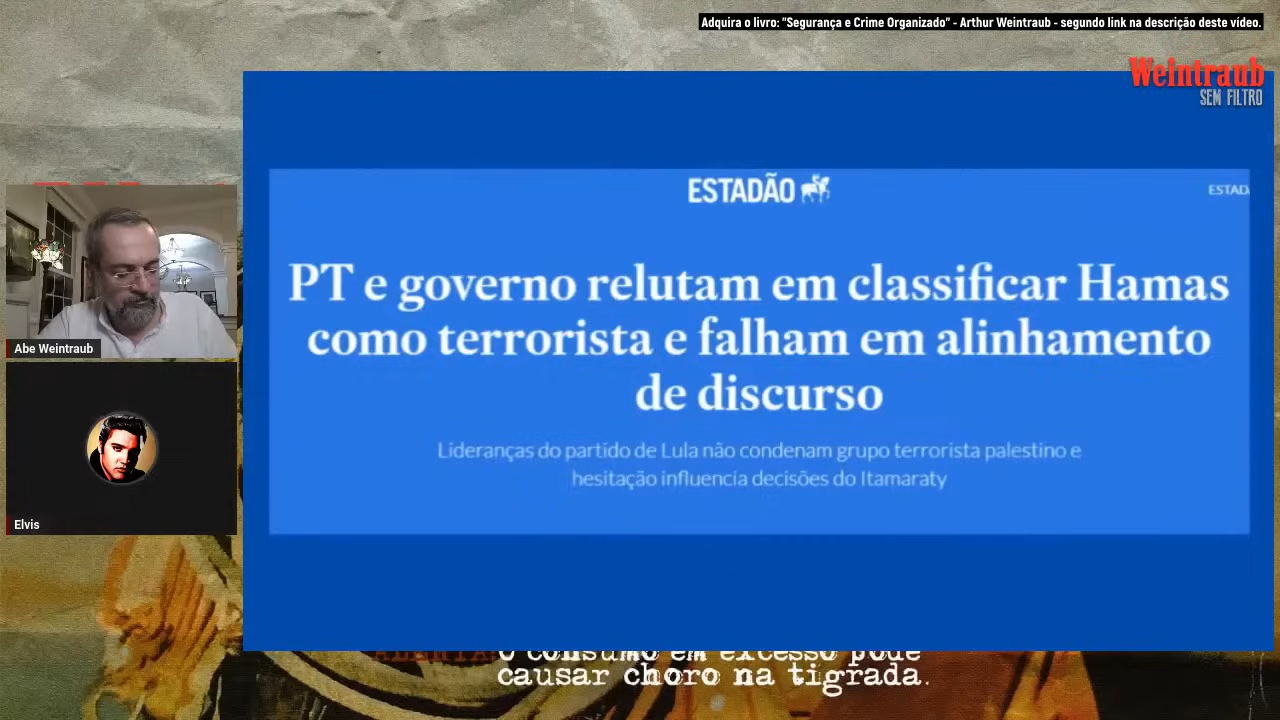 Adquira o livro: "Segurança e Crime Organizado" - Arthur Weintraub - segundo link na descrição deste vídeo.
Weintraub
SEM FILTRO
ESTADÃO
ESTADA
PT e governo relutam em classificar Hamas
como terrorista e falham em alinhamento
de discurso
Lideranças do partido de Lula não condenam grupo terrorista palestino e
hesitação influencia decisões do Itamaraty
Abe Weintraub
Elvis
ALERTA: O consumo em excesso pode
causar choro na tigrada.